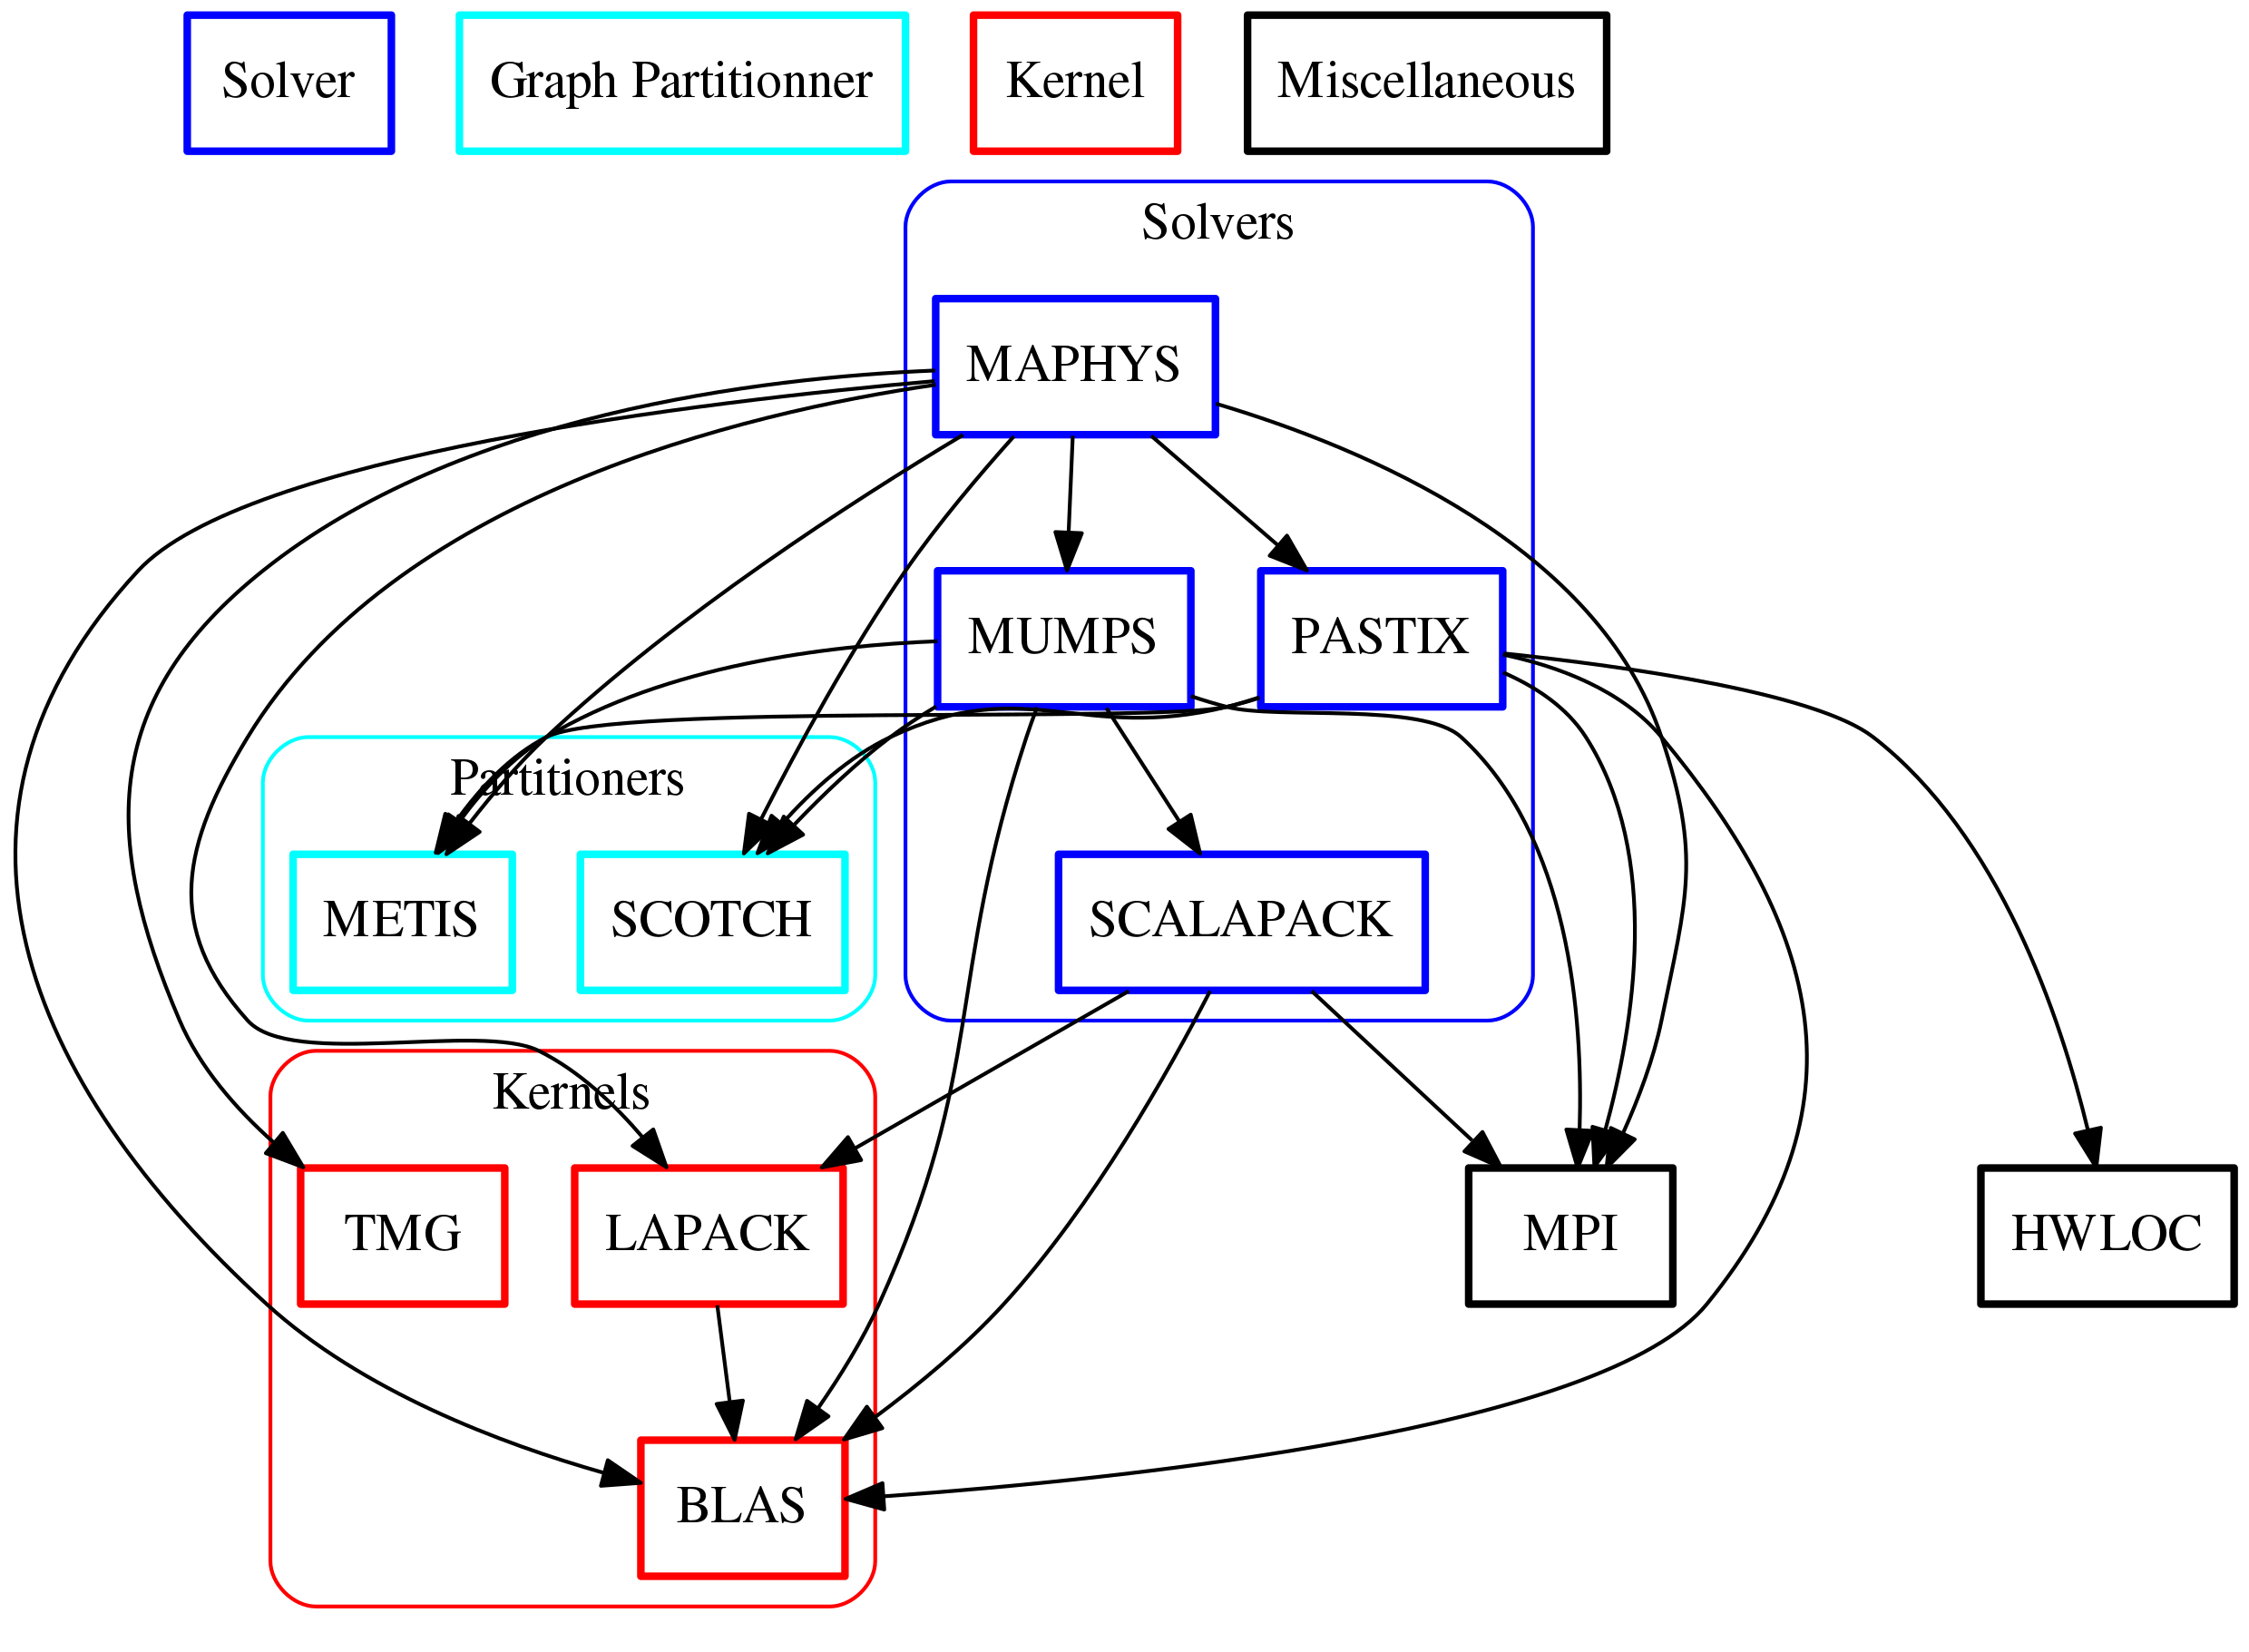 Solver
Graph Partitionner
Kernel
Miscellaneous
Solvers
MAPHYS
MUMPS
PASTIX
Partitioners
METIS
SCOTCH
SCALAPACK
Kernels
TMG
LAPACK
MPI
HWLOC
BLAS